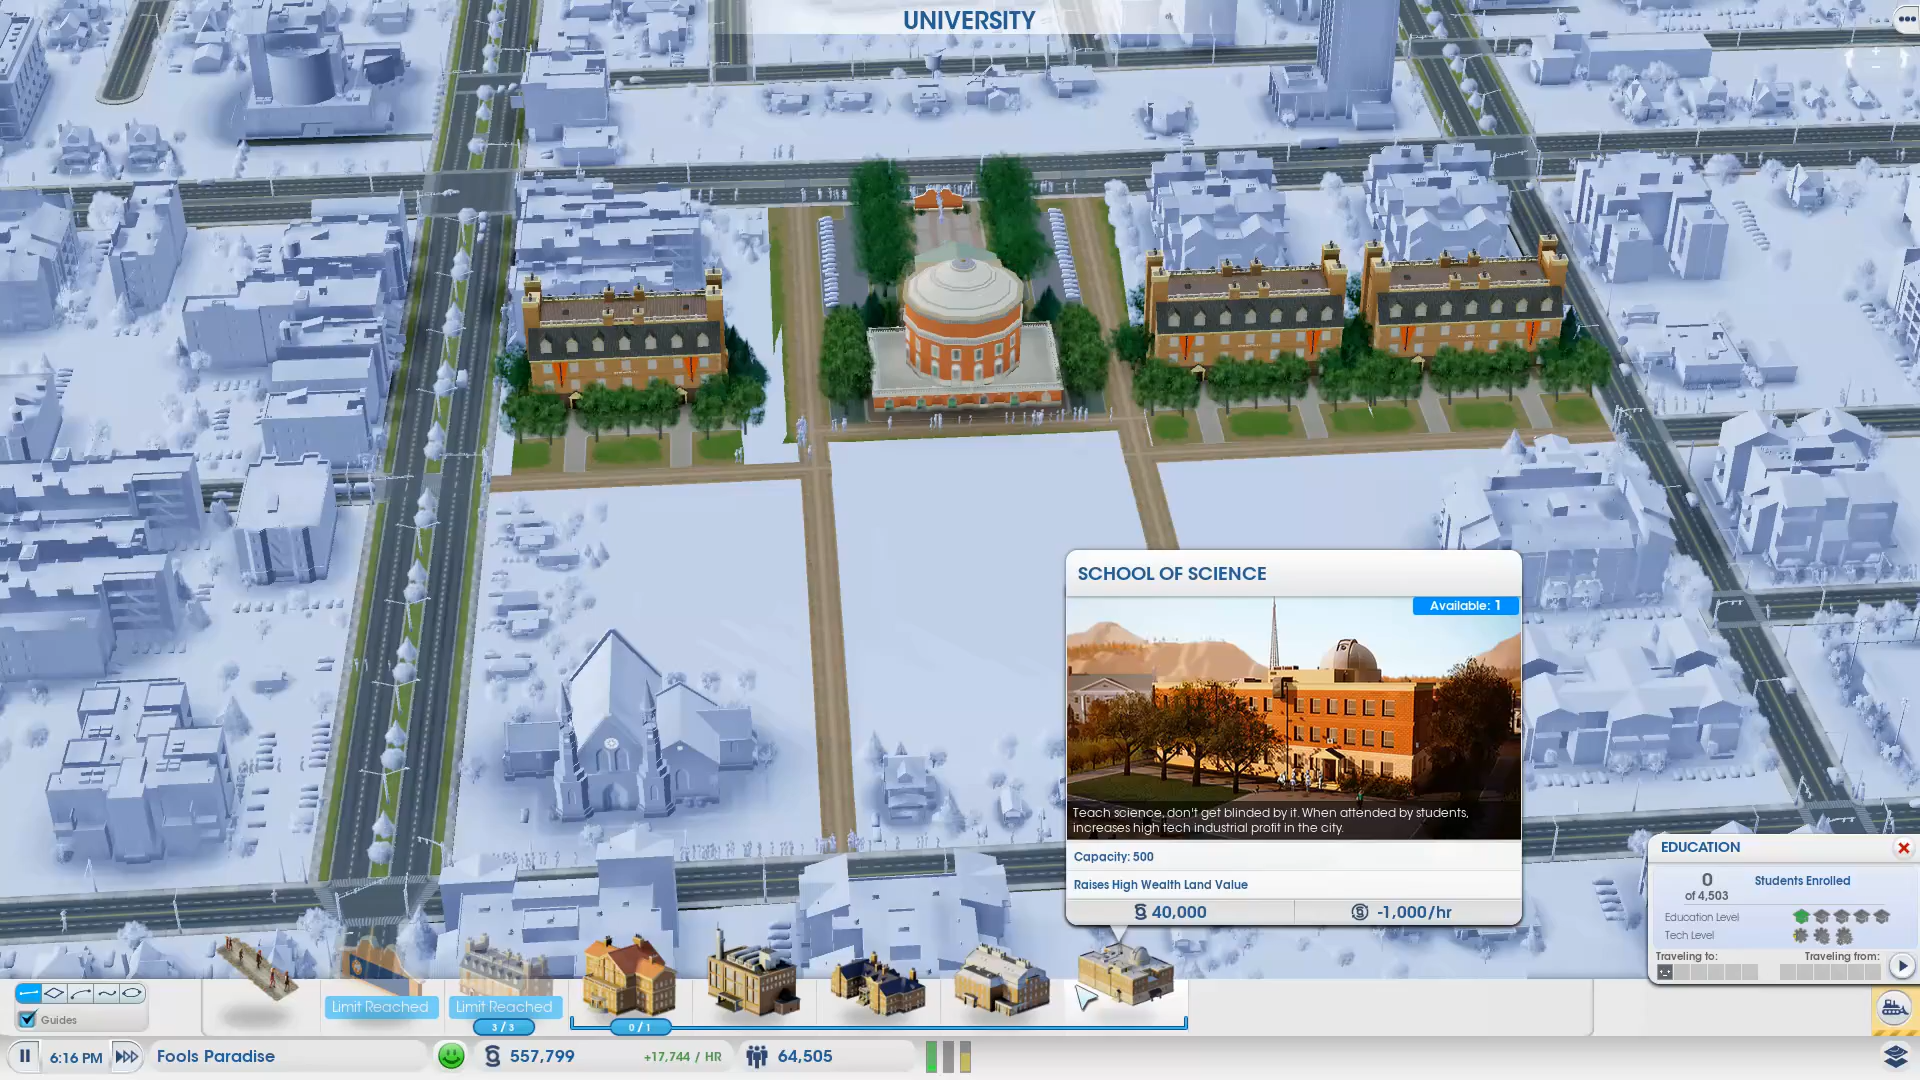 UNIVERSITY
SCHOOL OF SCIENCE
Available: 1
Teach science, don't get blinded by it. When attended by students,
increases high tech industrial profit in the city.
Capacity: 500
Raises High Wealth Land Value
40,000
-1,000/hr
EDUCATION
0
of 4,503
Students Enrolled
Education Level
Tech Level
Traveling to:
Traveling from:
Limit Reached
Limit Reached
3 / 3
0 / 1
Guides
6:16 PM
Fools Paradise
557,799
+17,744 / HR
64,505